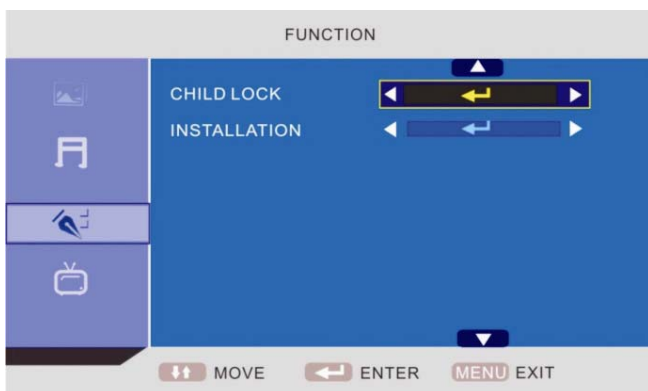 FUNCTION
CHILD LOCK
INSTALLATION
MOVE ENTER MENU EXIT